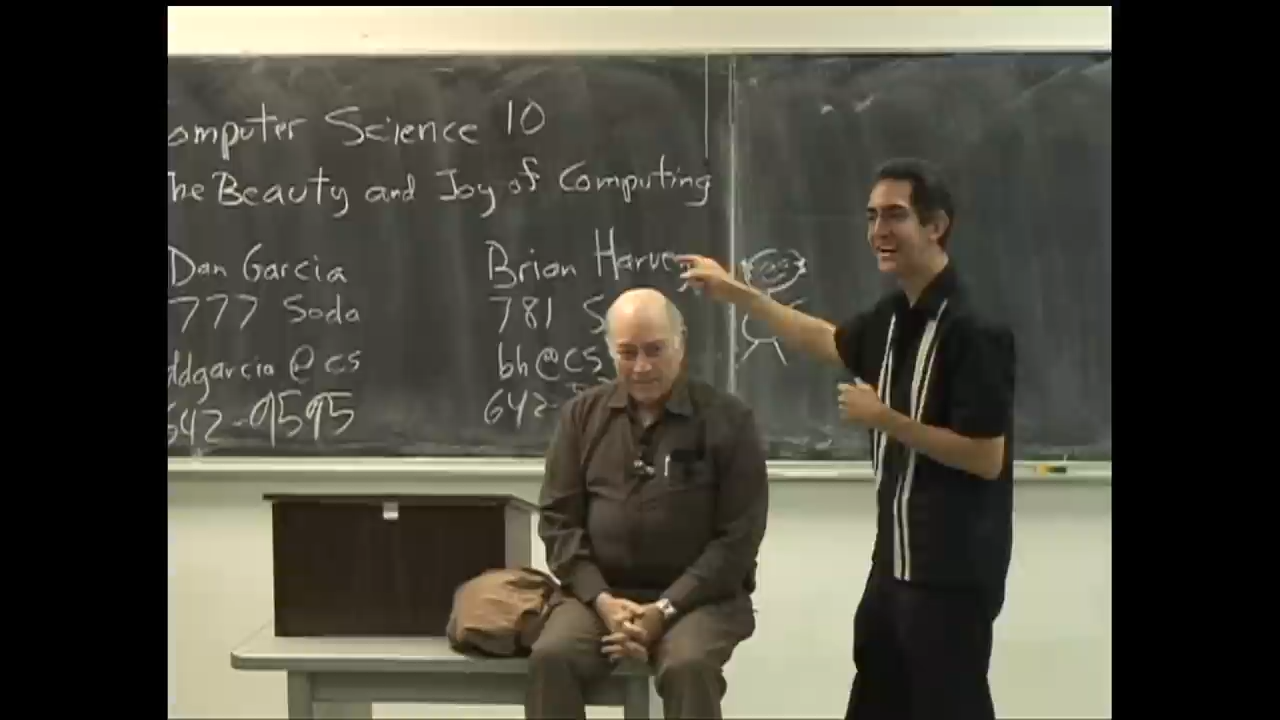 omputer Science 10
he Beauty and Joy of Computing
Dan Garcia
Brian Harve
777 Soda
781 S
ddgarcia@cs
bh@cs
642-9595
642-